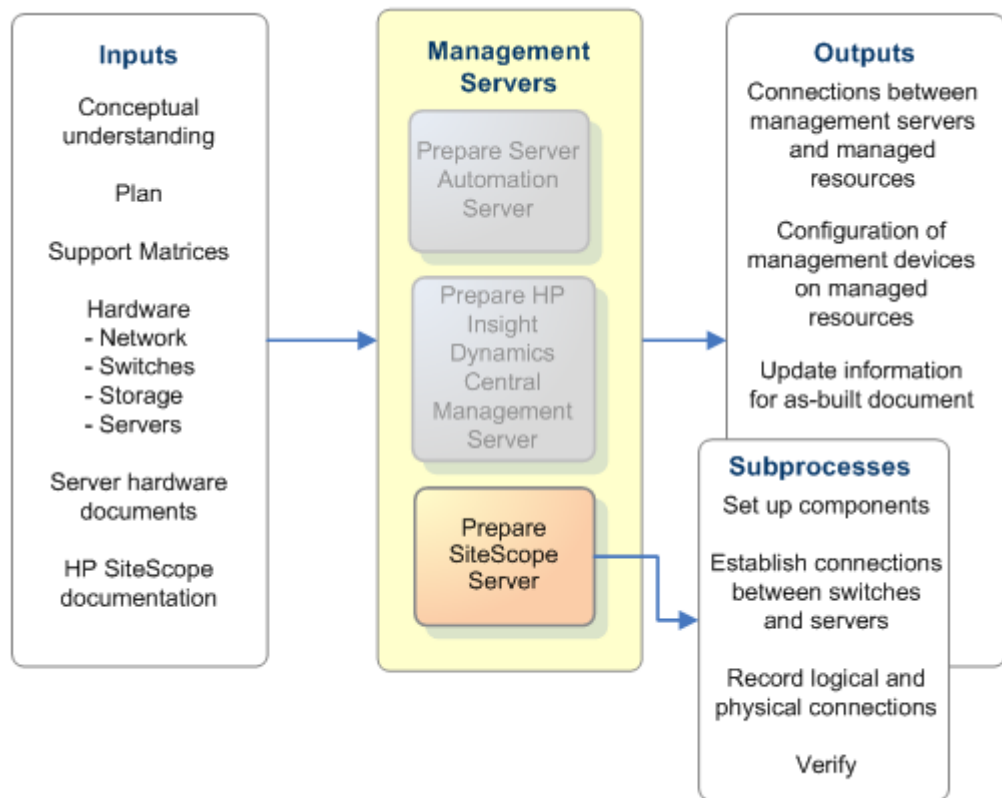 Inputs
Conceptual
understanding
Plan
Support Matrices
Hardware
- Network
- Switches
- Storage
- Servers
Server hardware
documents
HP SiteScope
documentation
Management
Servers
Prepare Server
Automation
Server
Prepare HP
Insight
Dynamics
Central
Management
Server
Prepare
SiteScope
Server
Outputs
Connections between
management servers
and managed
resources
Configuration of
management devices
on managed
resources
Update information
for as-built document
Subprocesses
Set up components
Establish connections
between switches
and servers
Record logical and
physical connections
Verify